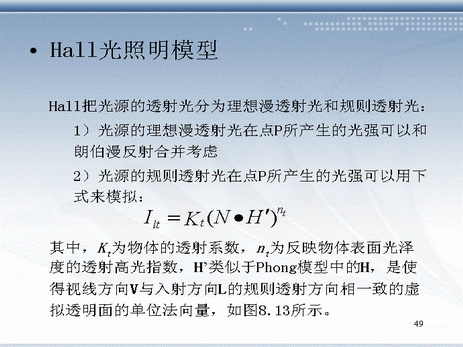 • Hall光照明模型
Hall把光源的透射光分为理想漫透射光和规则透射光：
1）光源的理想漫透射光在点P所产生的光强可以和
朗伯漫反射合并考虑
2）光源的规则透射光在点P所产生的光强可以用下
式来模拟：
I_lt = K_t (N●H′)^n_t
其中，K_t为物体的透射系数，n_t为反映物体表面光泽
度的透射高光指数，H'类似于Phong模型中的H，是使
得视线方向V与入射方向L的规则透射方向相一致的虚
拟透明面的单位法向量，如图8.13所示。
49